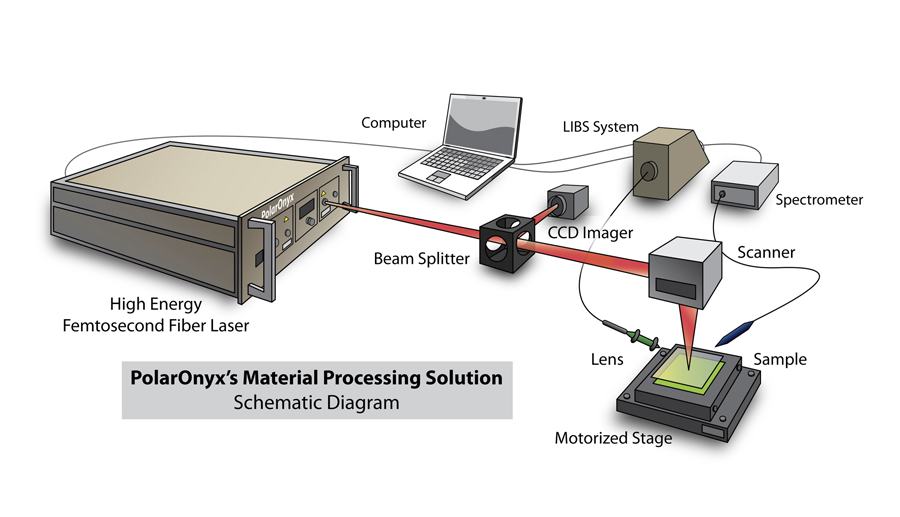 Computer
LIBS System
Spectrometer
PolarOnyx
CCD Imager
Beam Splitter
Scanner
High Energy
Femtosecond Fiber Laser
Lens
Sample
PolarOnyx's Material Processing Solution
Schematic Diagram
Motorized Stage